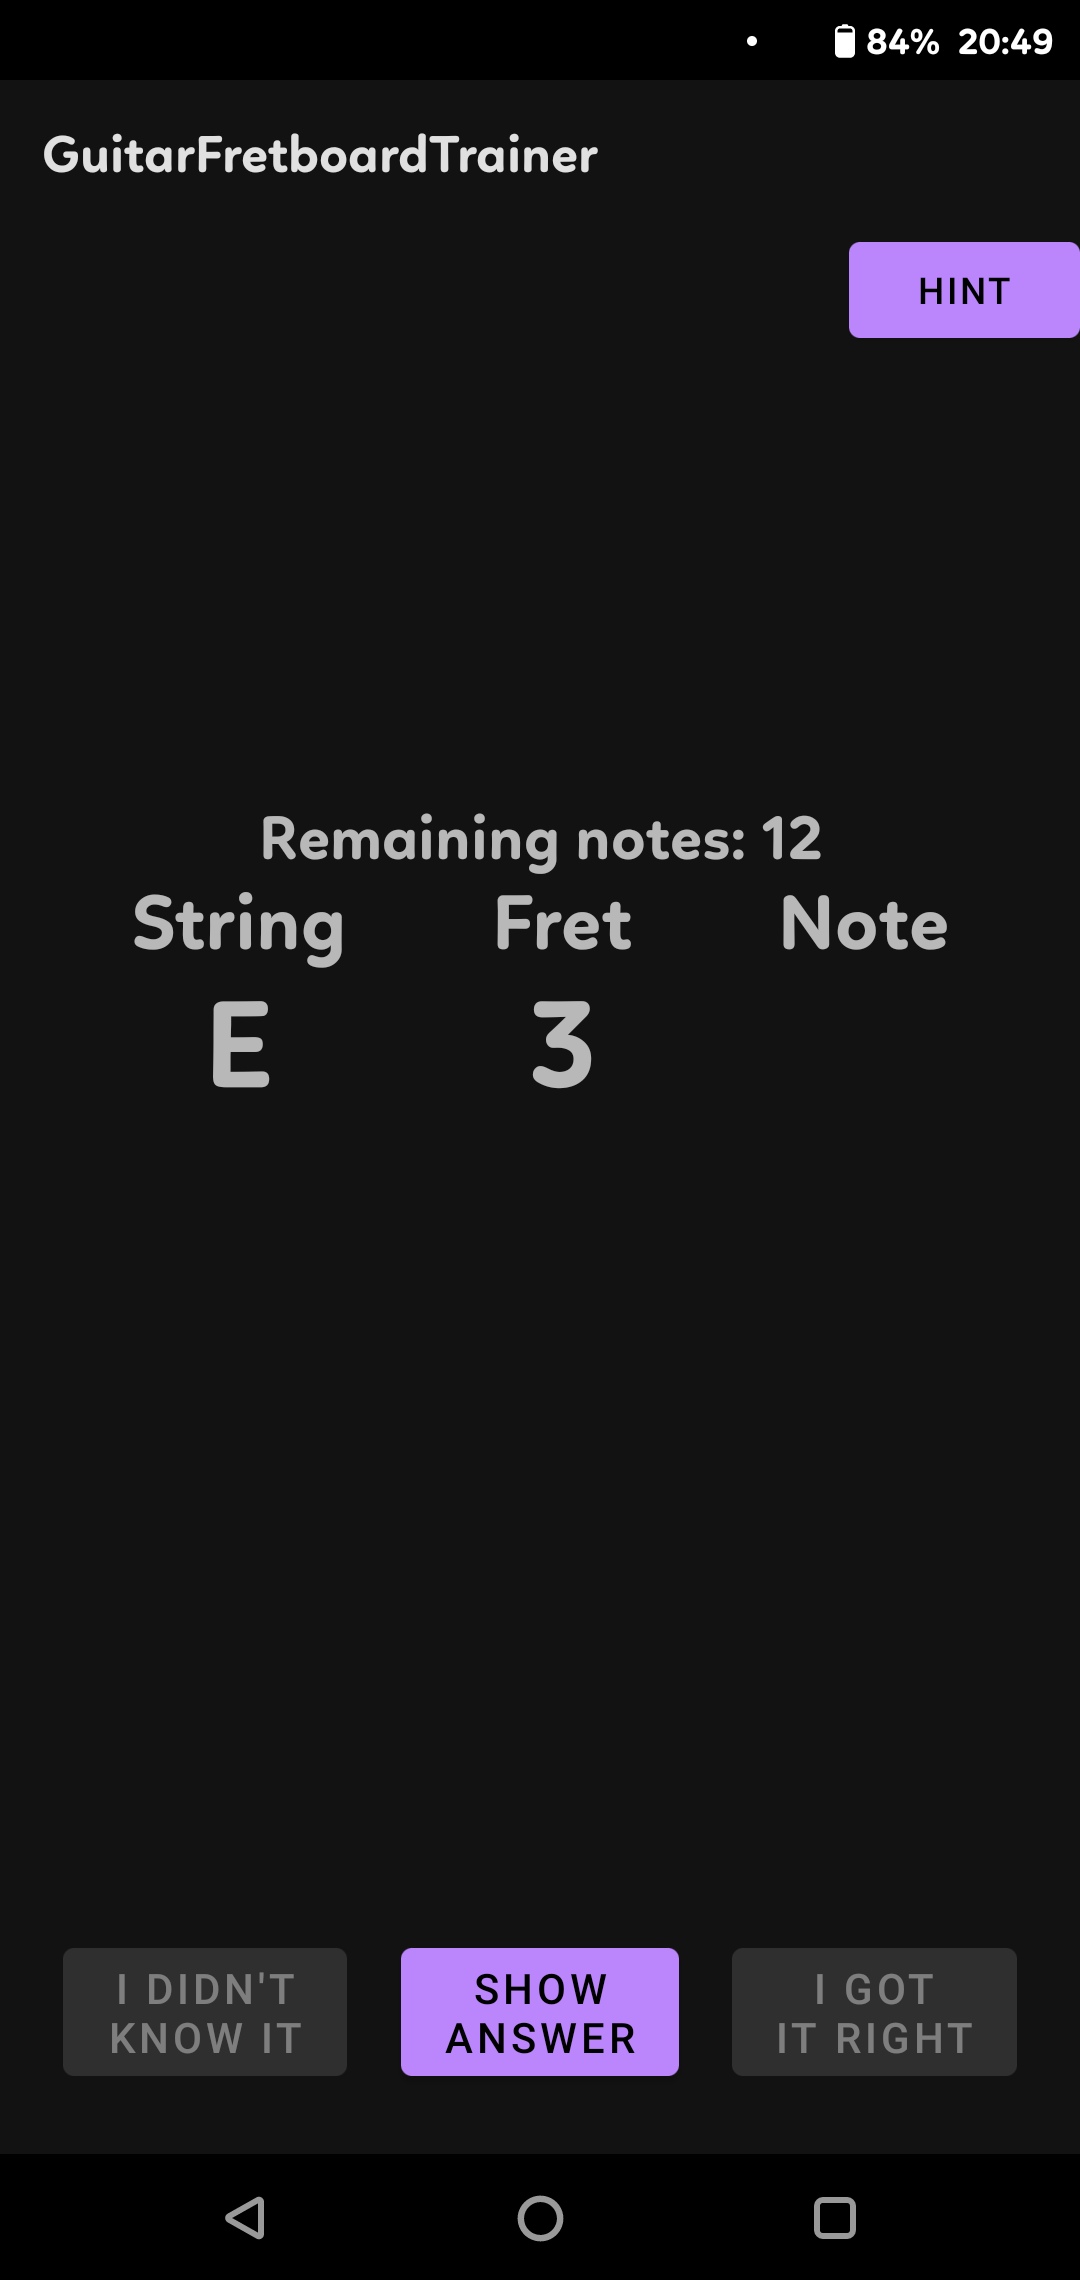 84% 20:49
GuitarFretboardTrainer
HINT
Remaining notes: 12
String Fret Note
E 3
I DIDN'T
KNOW IT
SHOW
ANSWER
I GOT
IT RIGHT